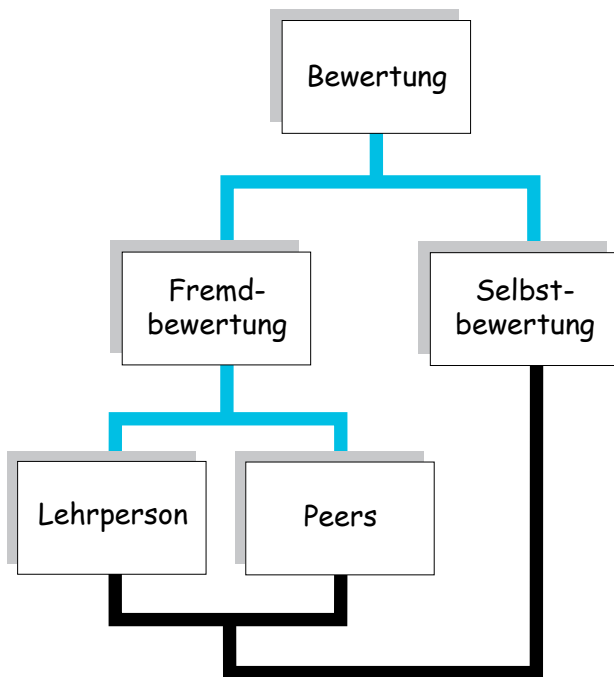 Bewertung
Fremd-
bewertung
Selbst-
bewertung
Lehrperson
Peers